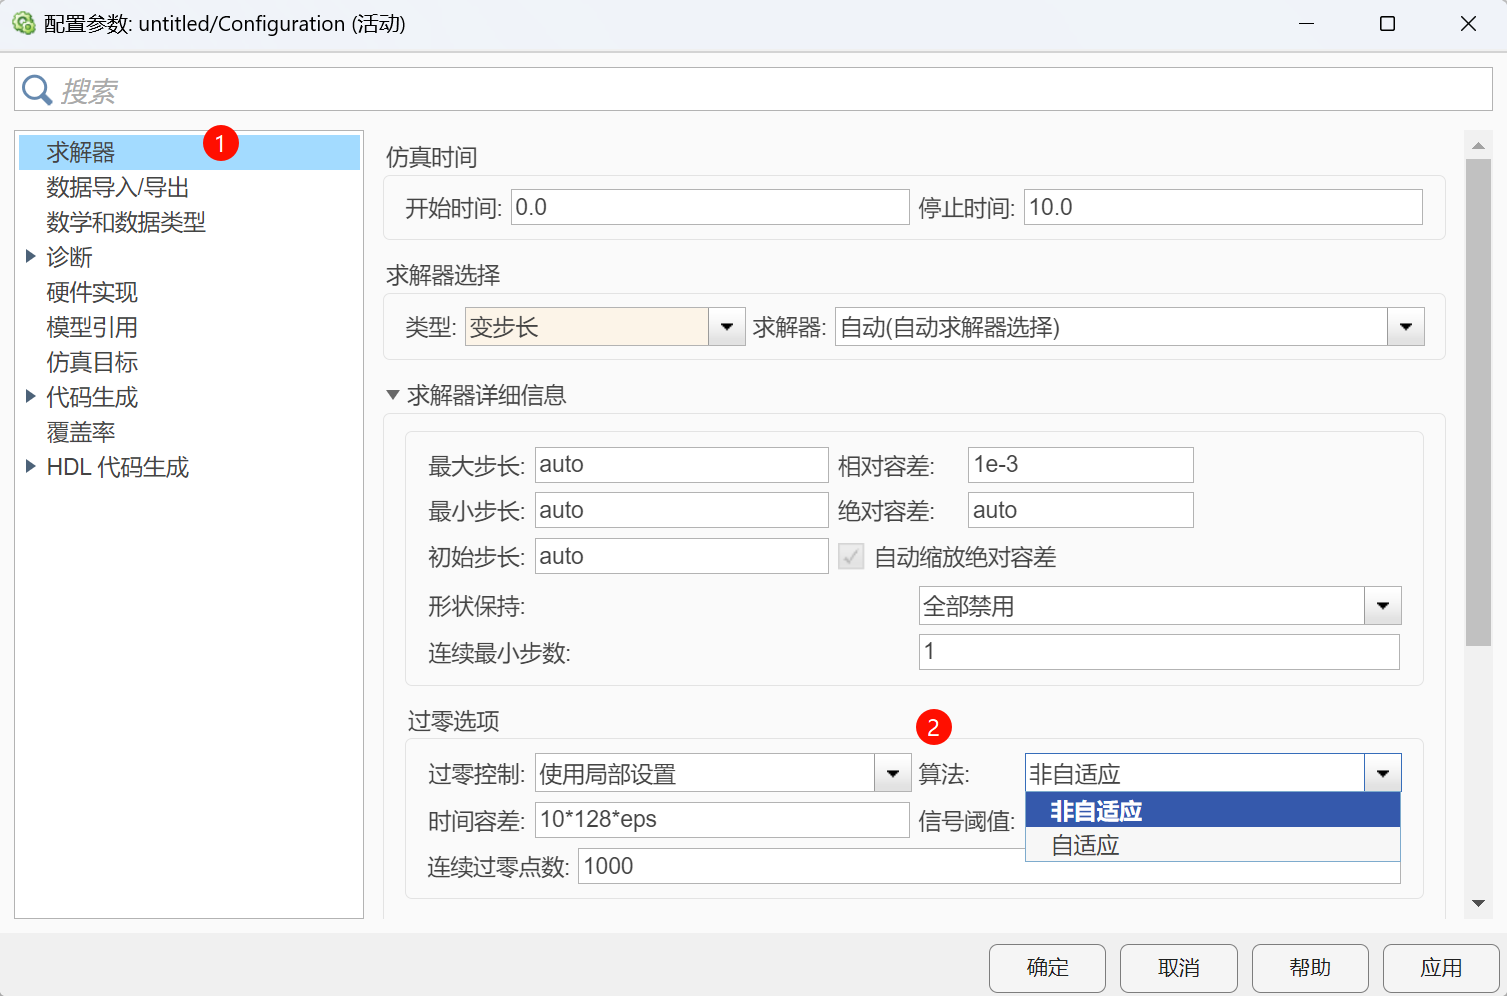 配置参数: untitled/Configuration (活动)
搜索
求解器
1
数据导入/导出
数学和数据类型
诊断
硬件实现
模型引用
仿真目标
代码生成
覆盖率
HDL 代码生成
仿真时间
开始时间: 0.0 停止时间: 10.0
求解器选择
类型: 变步长 求解器: 自动(自动求解器选择)
求解器详细信息
最大步长: auto 相对容差: 1e-3
最小步长: auto 绝对容差: auto
初始步长: auto 自动缩放绝对容差
形状保持: 全部禁用
连续最小步数: 1
过零选项
2
过零控制: 使用局部设置 算法: 非自适应
非自适应
时间容差: 10*128*eps 信号阈值:
自适应
连续过零点数: 1000
确定 取消 帮助 应用